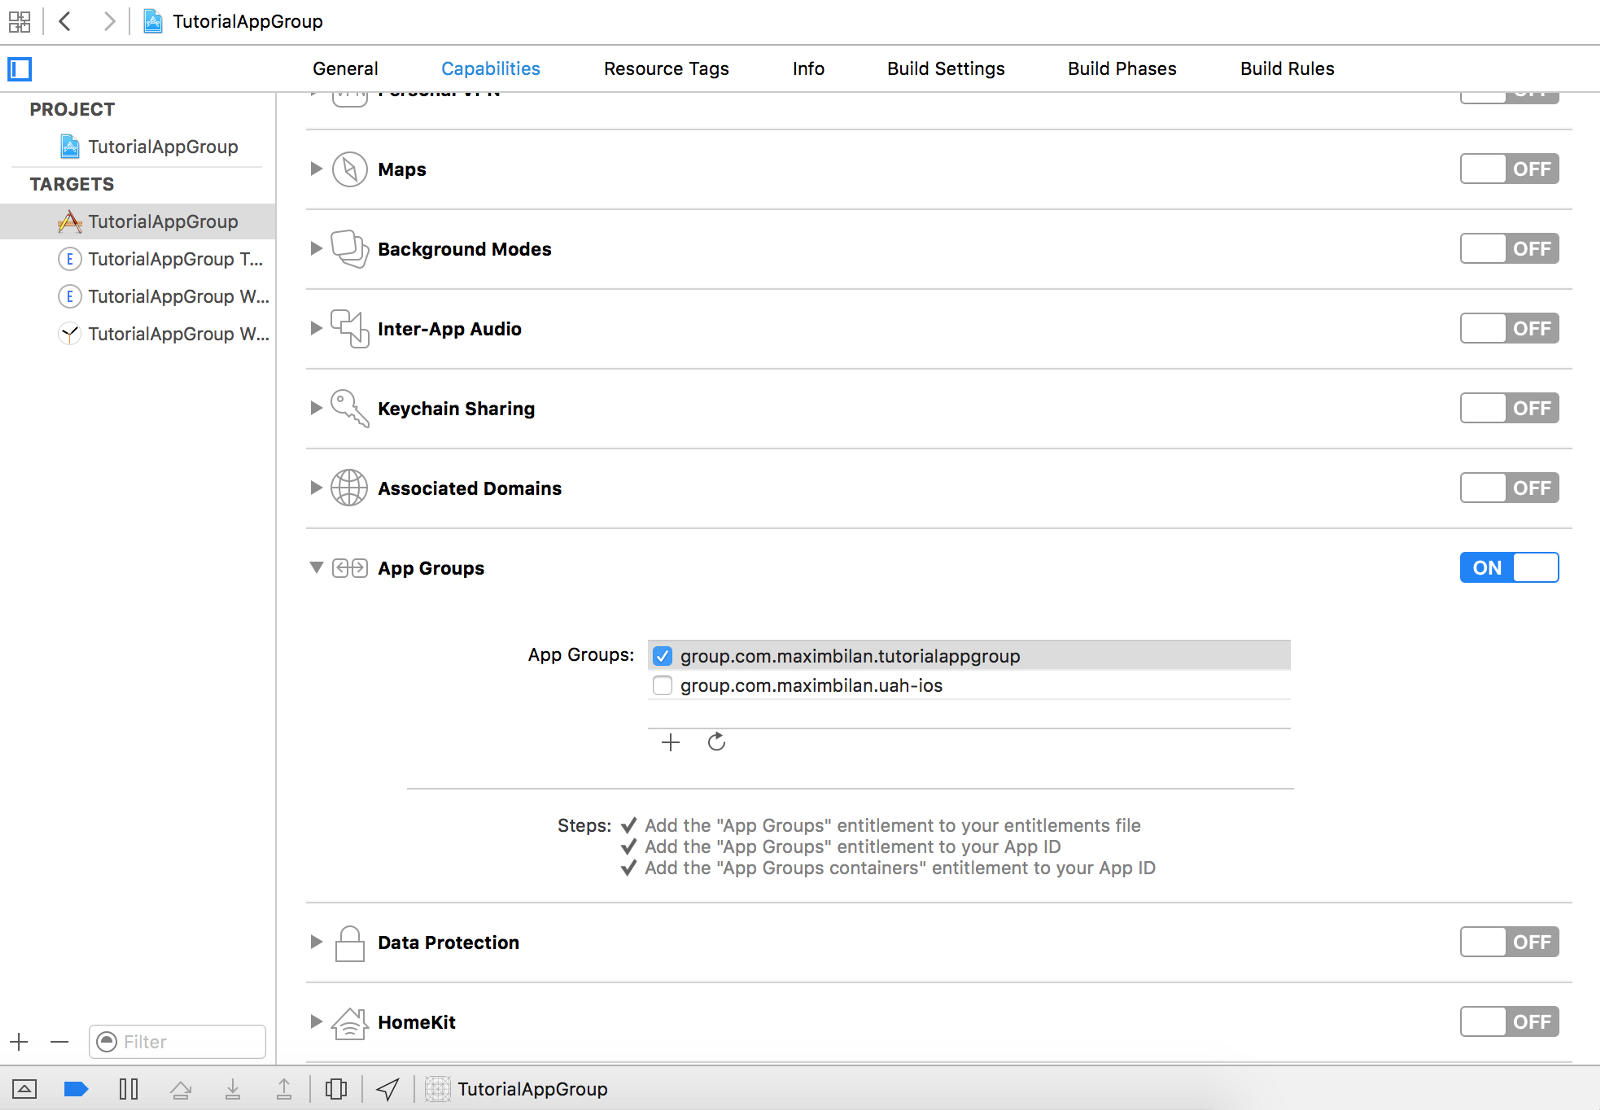 TutorialAppGroup
General Capabilities Resource Tags Info Build Settings Build Phases Build Rules
PROJECT
TutorialAppGroup
TARGETS
TutorialAppGroup
TutorialAppGroup T...
TutorialAppGroup W...
TutorialAppGroup W...
Personal VPN OFF
Maps OFF
Background Modes OFF
Inter-App Audio OFF
Keychain Sharing OFF
Associated Domains OFF
App Groups ON
App Groups: group.com.maximbilan.tutorialappgroup
group.com.maximbilan.uah-ios
Steps: ✔ Add the "App Groups" entitlement to your entitlements file
✔ Add the "App Groups" entitlement to your App ID
✔ Add the "App Groups containers" entitlement to your App ID
Data Protection OFF
HomeKit OFF
Filter
TutorialAppGroup